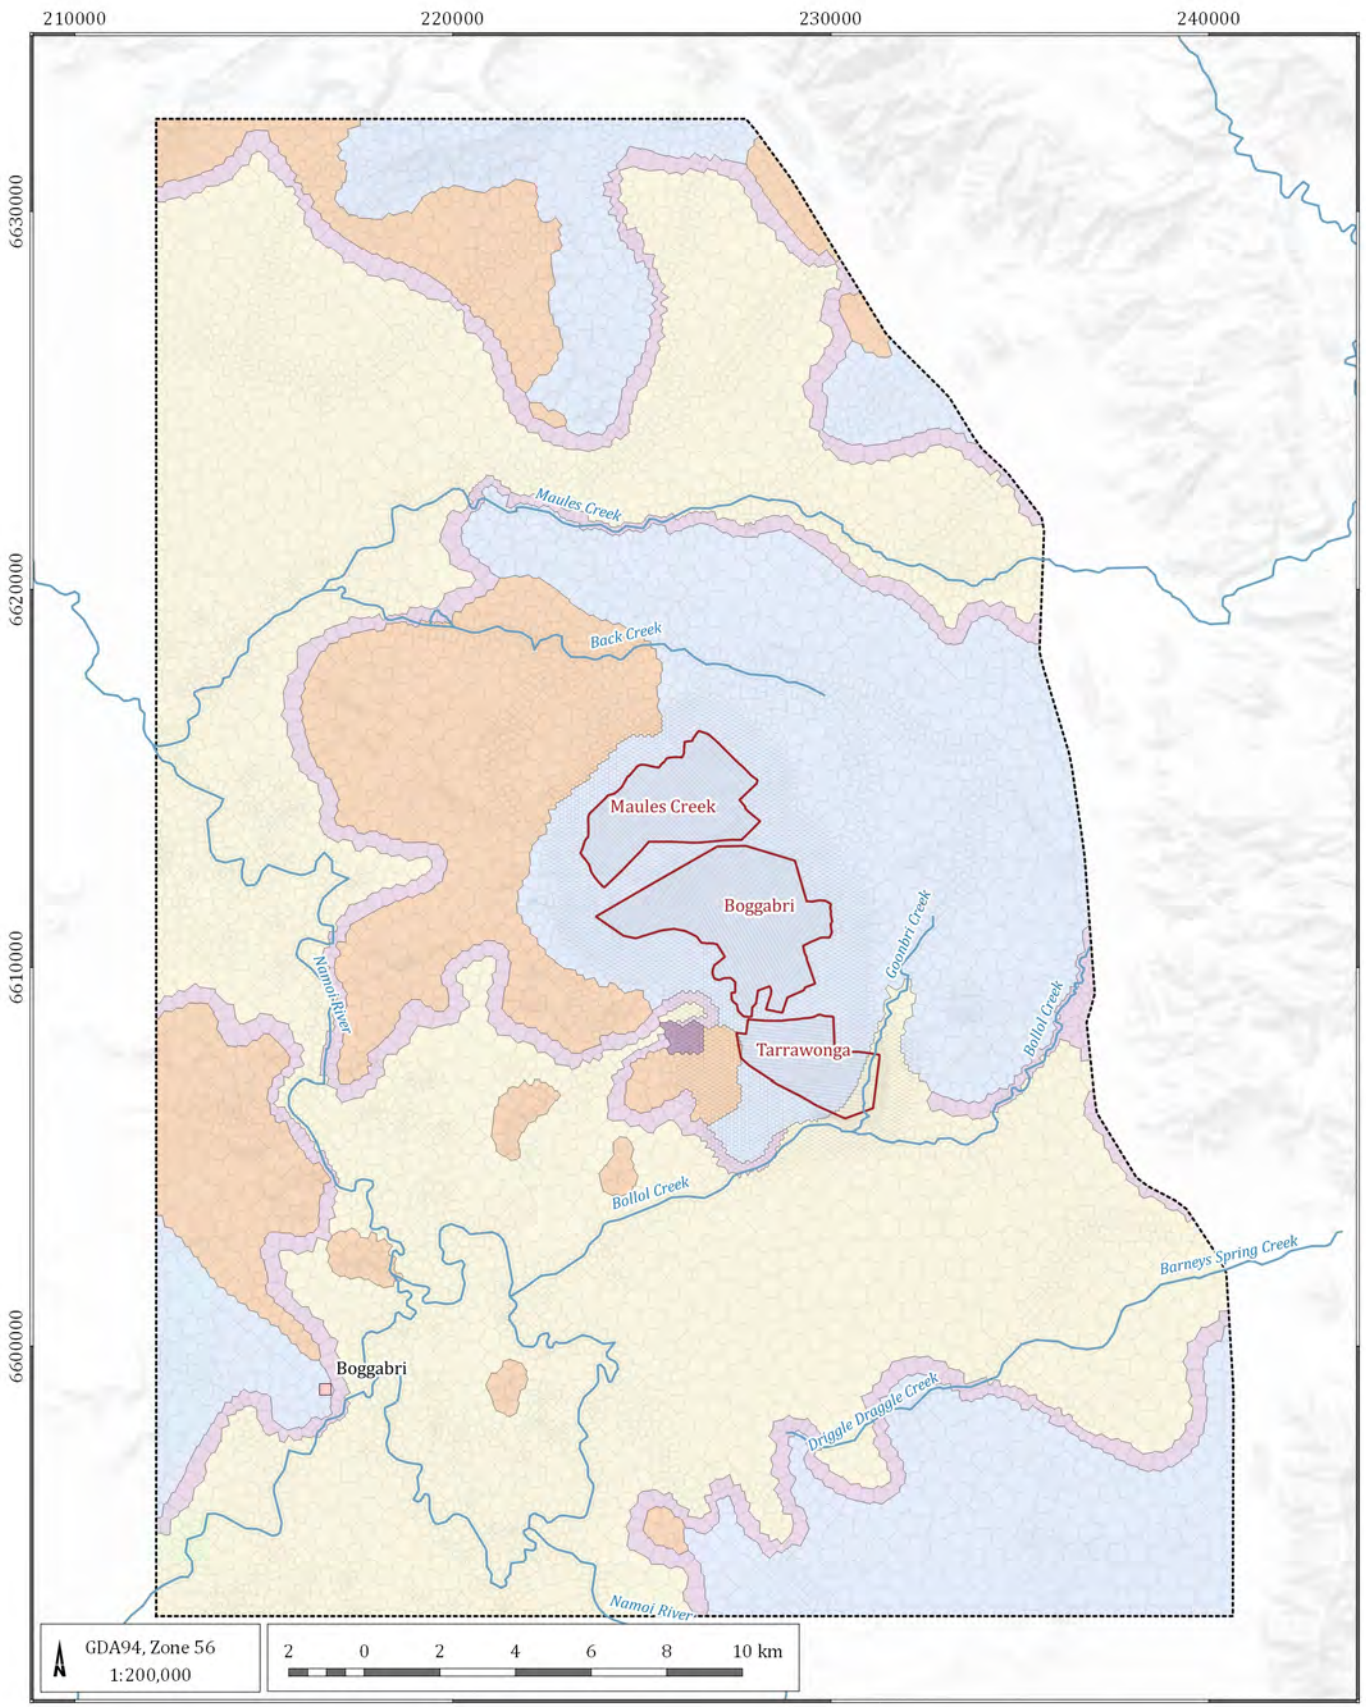 210000 220000 230000 240000
6630000
Maules Creek
6620000
Back Creek
Maules Creek
Boggabri
Goonbri Creek
6610000
Namoi River
Bollol Creek
Tarrawonga
Bollol Creek
Barneys Spring Creek
6600000
Boggabri
Driggle Draggle Creek
Namoi River
N
GDA94, Zone 56
1:200,000
2 0 2 4 6 8 10 km